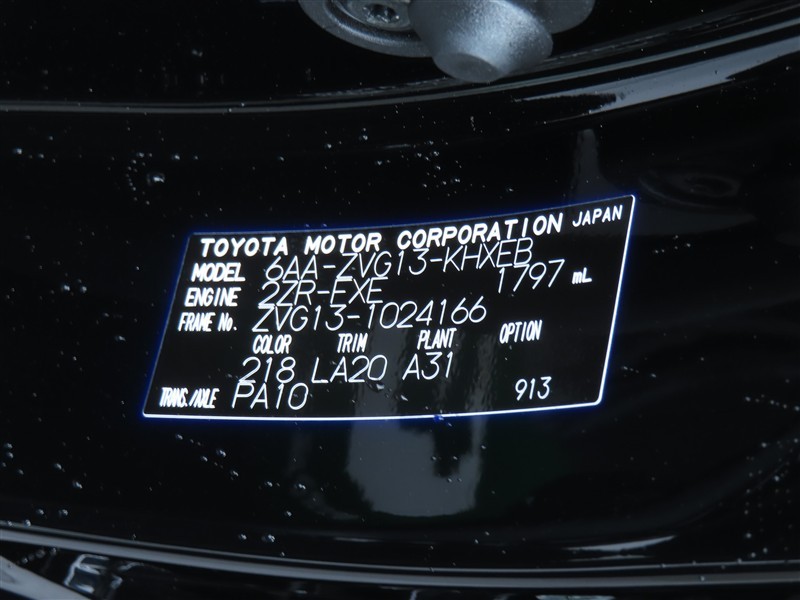 TOYOTA MOTOR CORPORATION JAPAN
MODEL 6AA-ZVG13-KHXEB
ENGINE 2ZR-EXE 1797 mL
FRAME No. ZVG13-1024166
COLOR TRIM PLANT OPTION
218 LA20 A31
TRANS./AXLE PA10 913